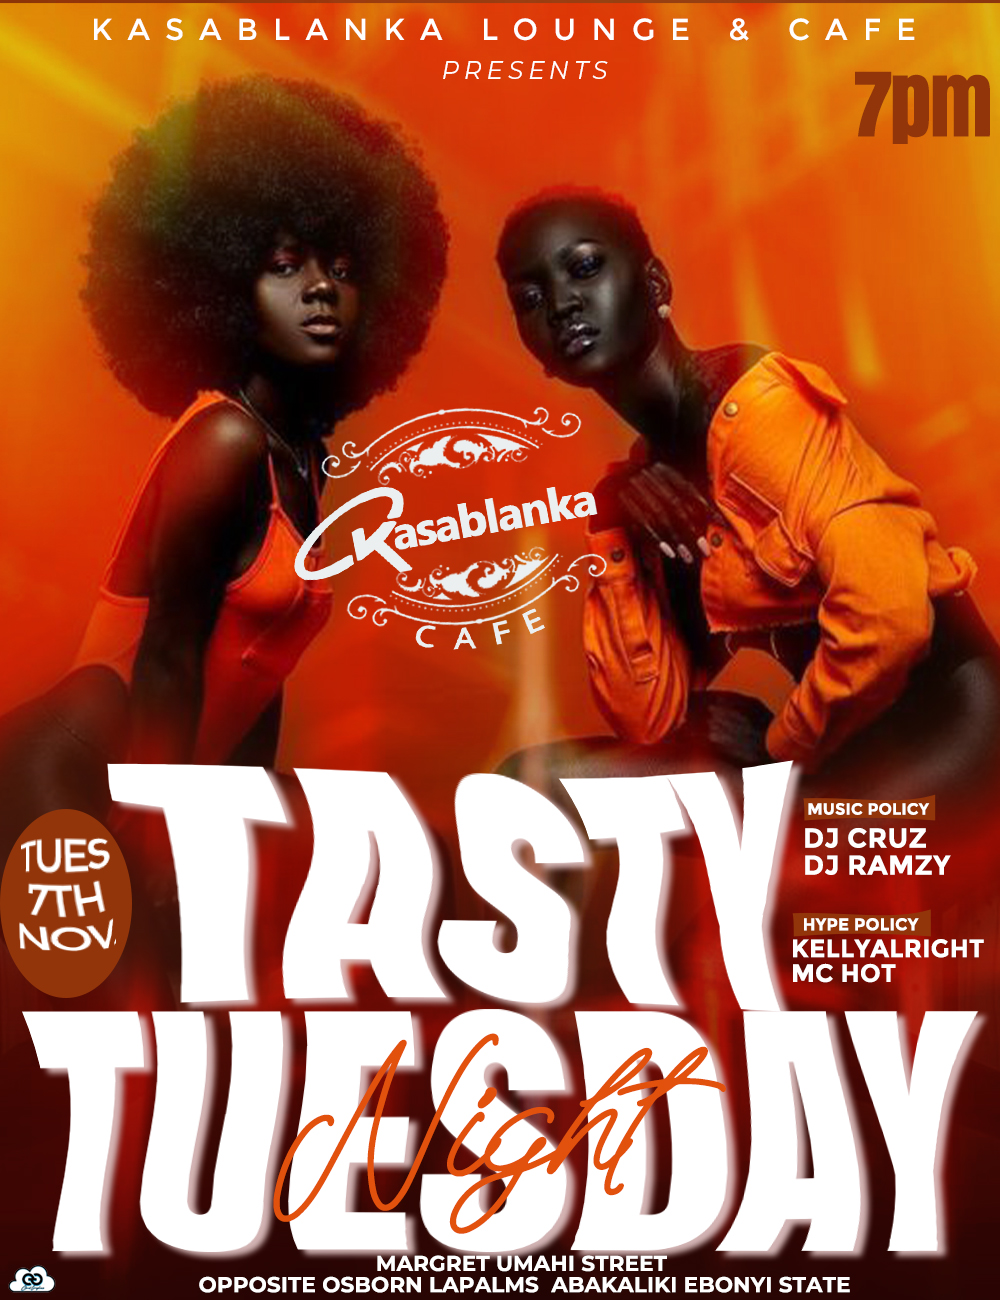 KASABLANKA LOUNGE & CAFE
PRESENTS
7pm
Kasablanka
CAFE
TASTY
TUESDAY
Night
TUES
7TH
NOV.
MUSIC POLICY
DJ CRUZ
DJ RAMZY
HYPE POLICY
KELLYALRIGHT
MC HOT
MARGRET UMAHI STREET
OPPOSITE OSBORN LAPALMS ABAKALIKI EBONYI STATE